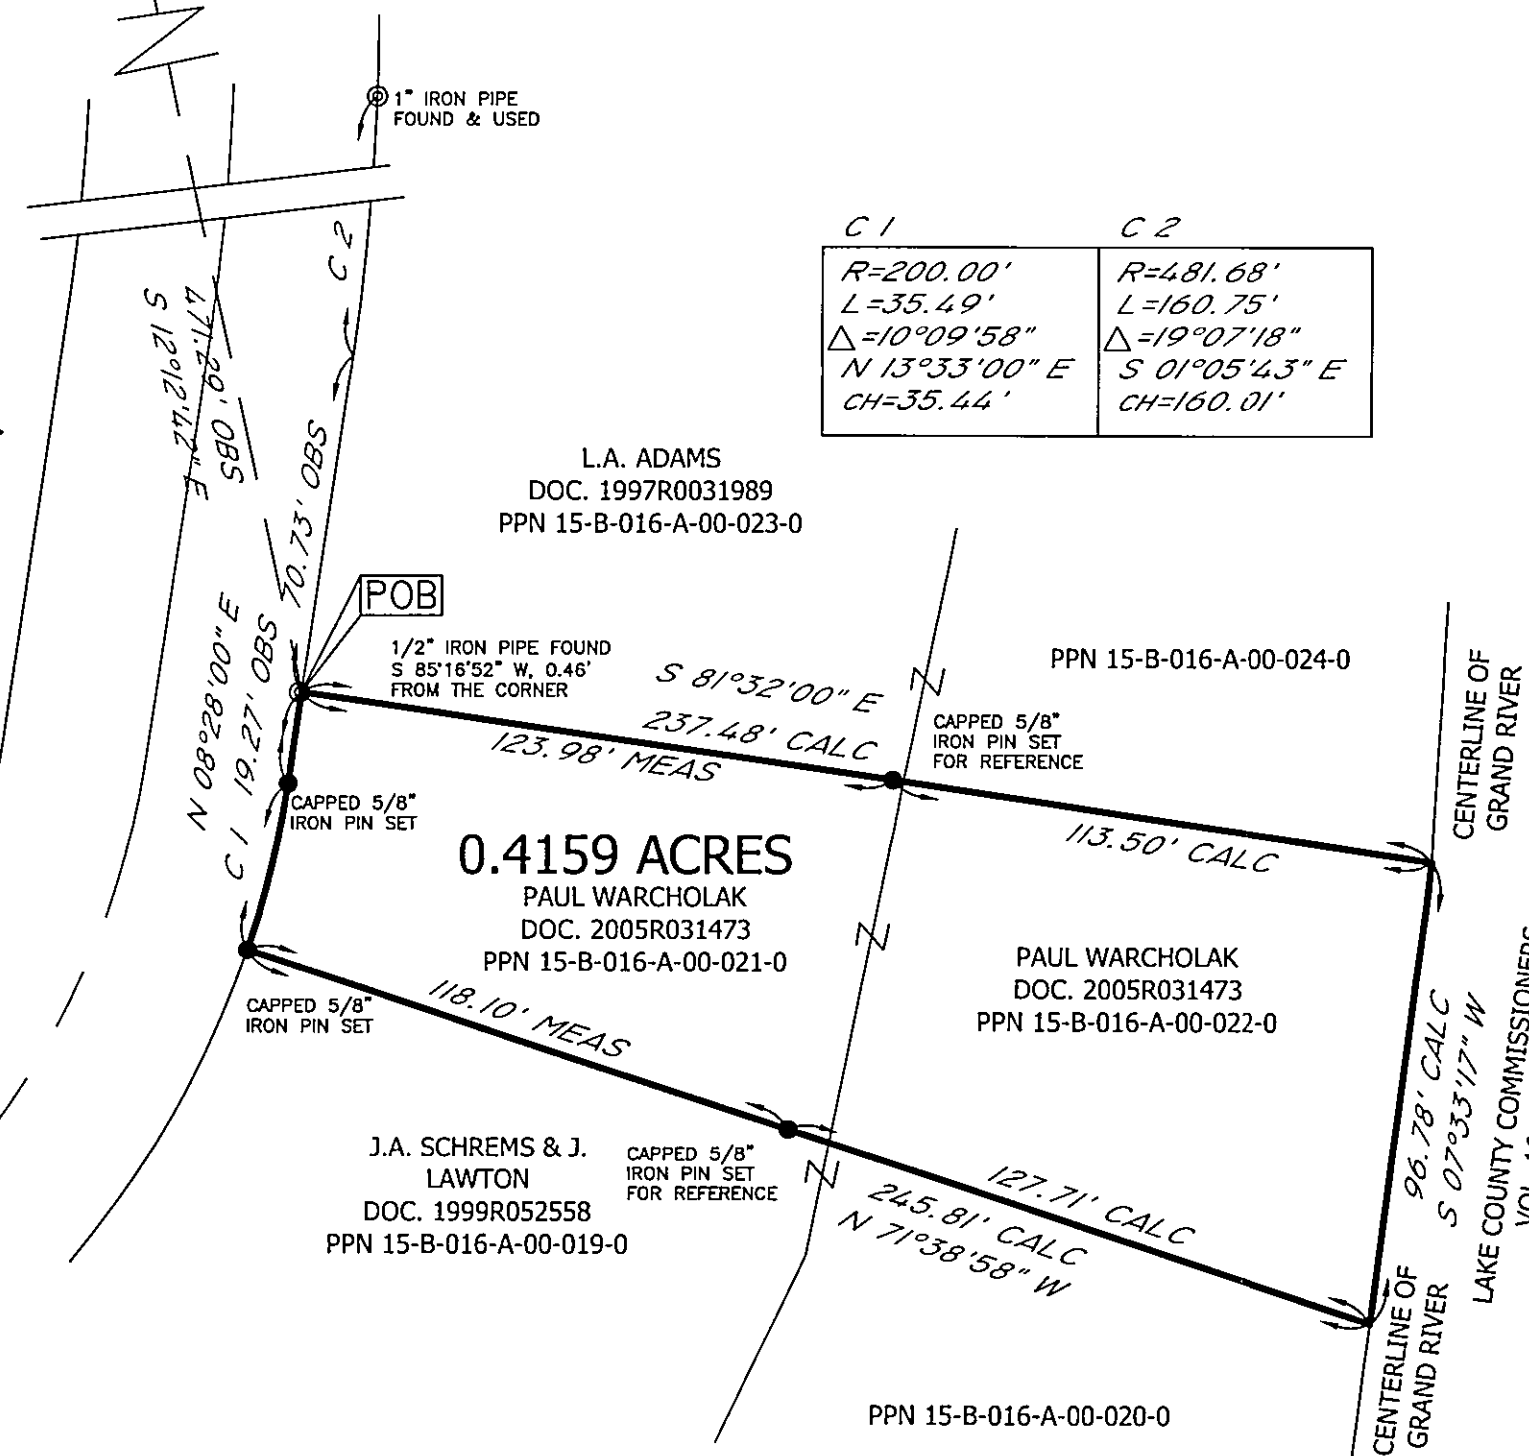 N
1" IRON PIPE
FOUND & USED
C 2
471.20' OBS
S 12°12'42" E
C 1
R=200.00'
L=35.49'
△=10°09'58"
N 13°33'00" E
CH=35.44'
C 2
R=481.68'
L=160.75'
△=19°07'18"
S 01°05'43" E
CH=160.01'
L.A. ADAMS
DOC. 1997R0031989
PPN 15-B-016-A-00-023-0
70.73' OBS
POB
1/2" IRON PIPE FOUND
S 85°16'52" W, 0.46'
FROM THE CORNER
N 08°28'00" E
19.27' OBS
C 1
S 81°32'00" E
237.48' CALC
123.98' MEAS
PPN 15-B-016-A-00-024-0
CENTERLINE OF
GRAND RIVER
CAPPED 5/8"
IRON PIN SET
FOR REFERENCE
CAPPED 5/8"
IRON PIN SET
113.50' CALC
0.4159 ACRES
PAUL WARCHOLAK
DOC. 2005R031473
PPN 15-B-016-A-00-021-0
PAUL WARCHOLAK
DOC. 2005R031473
PPN 15-B-016-A-00-022-0
CAPPED 5/8"
IRON PIN SET
118.10' MEAS
96.78' CALC
S 07°33'17" W
LAKE COUNTY COMMISSIONERS
J.A. SCHREMS & J.
LAWTON
DOC. 1999R052558
PPN 15-B-016-A-00-019-0
CAPPED 5/8"
IRON PIN SET
FOR REFERENCE
127.71' CALC
245.81' CALC
N 71°38'58" W
CENTERLINE OF
GRAND RIVER
PPN 15-B-016-A-00-020-0